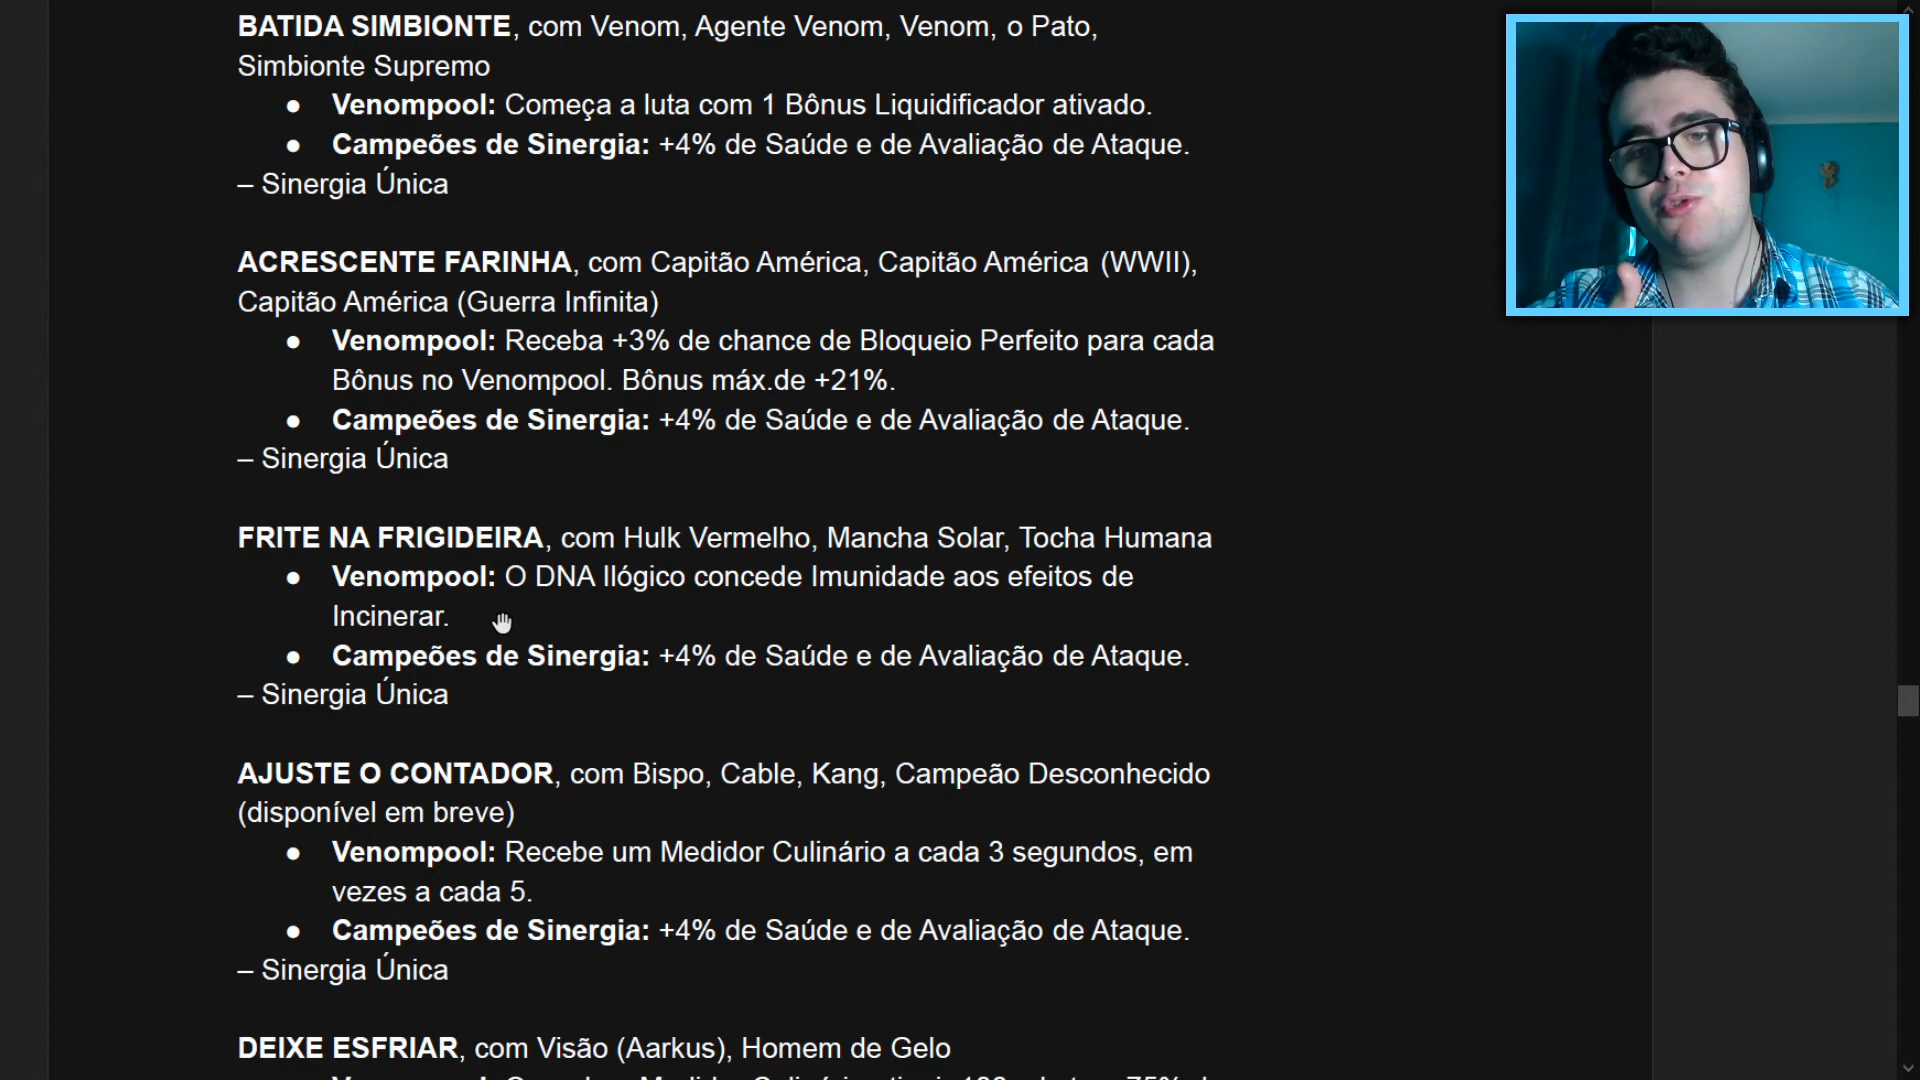 BATIDA SIMBIONTE, com Venom, Agente Venom, Venom, o Pato,
Simbionte Supremo
● Venompool: Começa a luta com 1 Bônus Liquidificador ativado.
● Campeões de Sinergia: +4% de Saúde e de Avaliação de Ataque.
– Sinergia Única
ACRESCENTE FARINHA, com Capitão América, Capitão América (WWII),
Capitão América (Guerra Infinita)
● Venompool: Receba +3% de chance de Bloqueio Perfeito para cada
Bônus no Venompool. Bônus máx.de +21%.
● Campeões de Sinergia: +4% de Saúde e de Avaliação de Ataque.
– Sinergia Única
FRITE NA FRIGIDEIRA, com Hulk Vermelho, Mancha Solar, Tocha Humana
● Venompool: O DNA Ilógico concede Imunidade aos efeitos de
Incinerar.
● Campeões de Sinergia: +4% de Saúde e de Avaliação de Ataque.
– Sinergia Única
AJUSTE O CONTADOR, com Bispo, Cable, Kang, Campeão Desconhecido
(disponível em breve)
● Venompool: Recebe um Medidor Culinário a cada 3 segundos, em
vezes a cada 5.
● Campeões de Sinergia: +4% de Saúde e de Avaliação de Ataque.
– Sinergia Única
DEIXE ESFRIAR, com Visão (Aarkus), Homem de Gelo